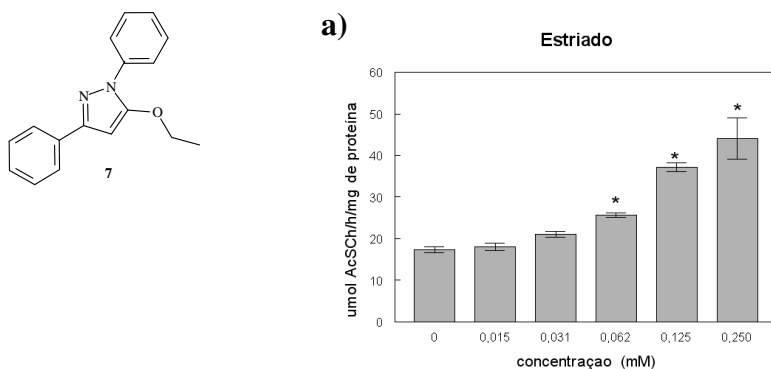 N
N
O
7
a)
Estriado
umol AcSCh/h/mg de proteína
60
50
40
30
20
10
0
*
*
*
0 0,015 0,031 0,062 0,125 0,250
concentraçao (mM)